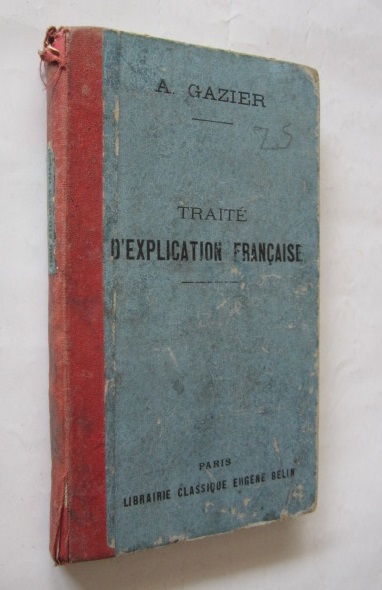 A. GAZIER
75
TRAITÉ
D'EXPLICATION FRANÇAISE
PARIS
LIBRAIRIE CLASSIQUE EUGÈNE BELIN